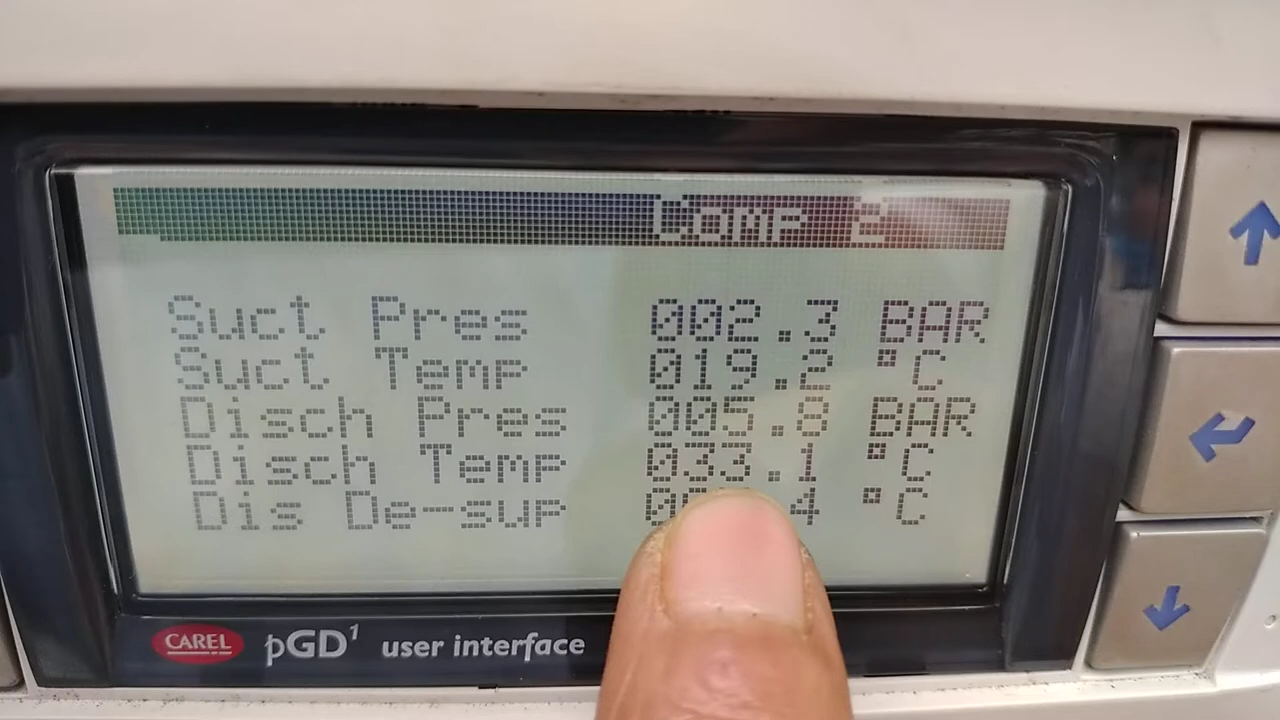 Comp 2
Suct Pres 002.3 BAR
Suct Temp 019.2 °C
Disch Pres 005.8 BAR
Disch Temp 033.1 °C
Dis De-sup °C
CAREL pGD¹ user interface